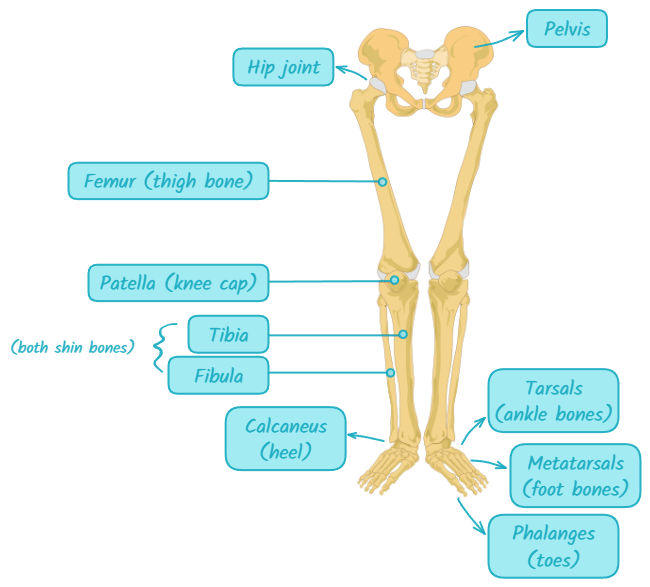 Pelvis
Hip joint
Femur (thigh bone)
Patella (knee cap)
Tibia
(both shin bones)
Fibula
Tarsals
(ankle bones)
Calcaneus
(heel)
Metatarsals
(foot bones)
Phalanges
(toes)